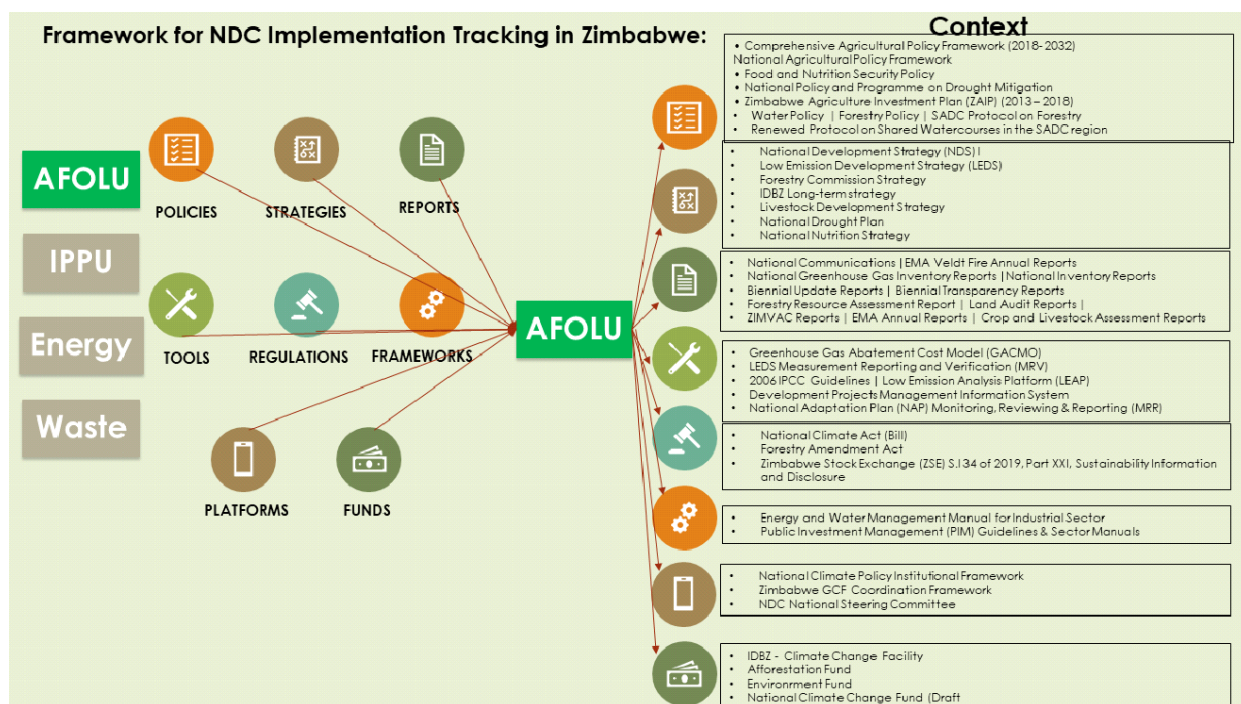 Framework for NDC Implementation Tracking in Zimbabwe:
Context
AFOLU
IPPU
Energy
Waste
POLICIES
STRATEGIES
REPORTS
TOOLS
REGULATIONS
FRAMEWORKS
PLATFORMS
FUNDS
AFOLU
• Comprehensive Agricultural Policy Framework (2018- 2032)
National Agricultural Policy Framework
• Food and Nutrition Security Policy
• National Policy and Programme on Drought Mitigation
• Zimbabwe Agriculture Investment Plan (ZAIP) (2013 – 2018)
• Water Policy | Forestry Policy | SADC Protocol on Forestry
• Renewed Protocol on Shared Watercourses in the SADC region
• National Development Strategy (NDS) I
• Low Emission Development Strategy (LEDS)
• Forestry Commission Strategy
• IDBZ Long-term strategy
• Livestock Development Strategy
• National Drought Plan
• National Nutrition Strategy
• National Communications | EMA Veldt Fire Annual Reports
• National Greenhouse Gas Inventory Reports | National Inventory Reports
• Biennial Update Reports | Biennial Transparency Reports
• Forestry Resource Assessment Report | Land Audit Reports |
• ZIMVAC Reports | EMA Annual Reports | Crop and Livestock Assessment Reports
• Greenhouse Gas Abatement Cost Model (GACMO)
• LEDS Measurement Reporting and Verification (MRV)
• 2006 IPCC Guidelines | Low Emission Analysis Platform (LEAP)
• Development Projects Management Information System
• National Adaptation Plan (NAP) Monitoring, Reviewing & Reporting (MRR)
• National Climate Act (Bill)
• Forestry Amendment Act
• Zimbabwe Stock Exchange (ZSE) S.I 34 of 2019, Part XXI, Sustainability Information
and Disclosure
• Energy and Water Management Manual for Industrial Sector
• Public Investment Management (PIM) Guidelines & Sector Manuals
• National Climate Policy Institutional Framework
• Zimbabwe GCF Coordination Framework
• NDC National Steering Committee
• IDBZ - Climate Change Facility
• Afforestation Fund
• Environment Fund
• National Climate Change Fund (Draft